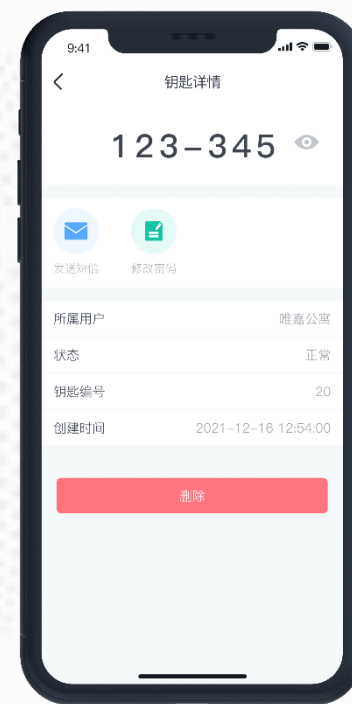 9:41
钥匙详情
123-345
发送短信 修改密码
所属用户 唯嘉公寓
状态 正常
钥匙编号 20
创建时间 2021-12-16 12:54:00
删除